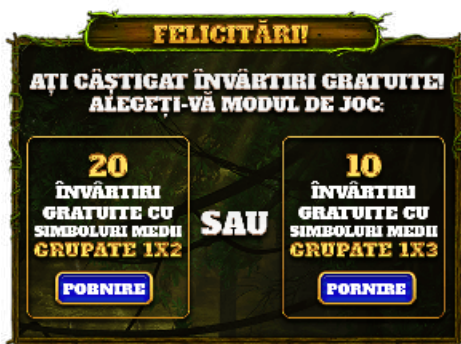 FELICITĂRI!
AȚI CÂȘTIGAT ÎNVÂRTIRI GRATUITE!
ALEGEȚI-VĂ MODUL DE JOC:
20
ÎNVÂRTIRI
GRATUITE CU
SIMBOLURI MEDII
GRUPATE 1X2
PORNIRE
SAU
10
ÎNVÂRTIRI
GRATUITE CU
SIMBOLURI MEDII
GRUPATE 1X3
PORNIRE